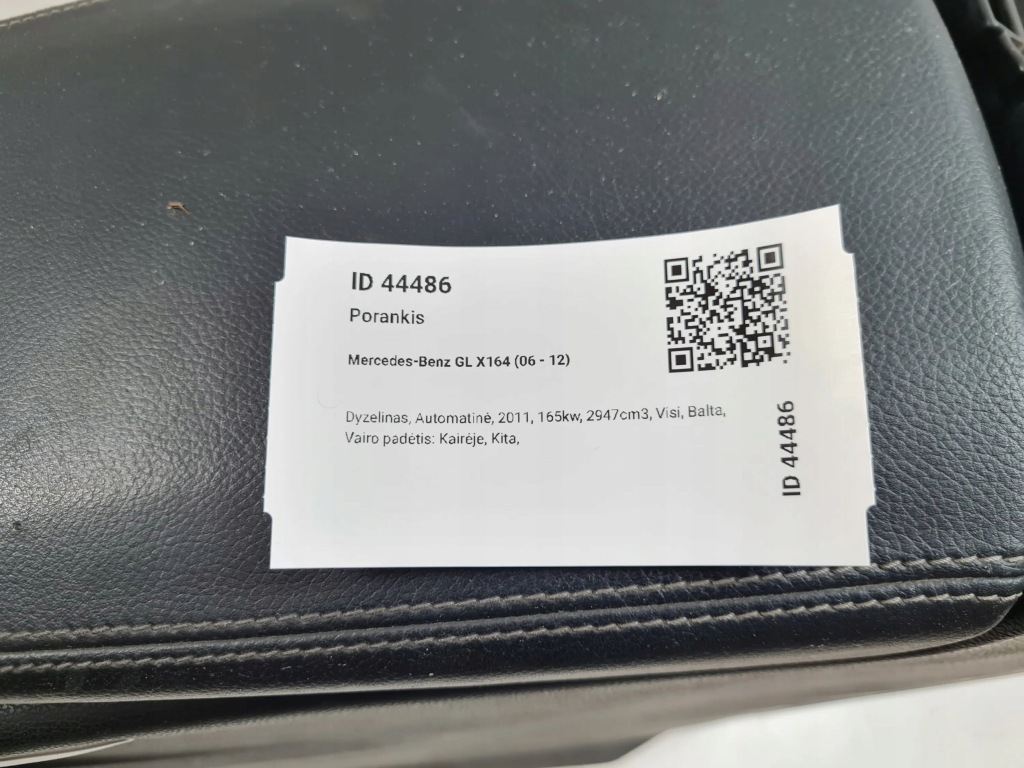 ID 44486
Porankis
Mercedes-Benz GL X164 (06 - 12)
Dyzelinas, Automatinė, 2011, 165kw, 2947cm3, Visi, Balta,
Vairo padėtis: Kairėje, Kita,
ID 44486